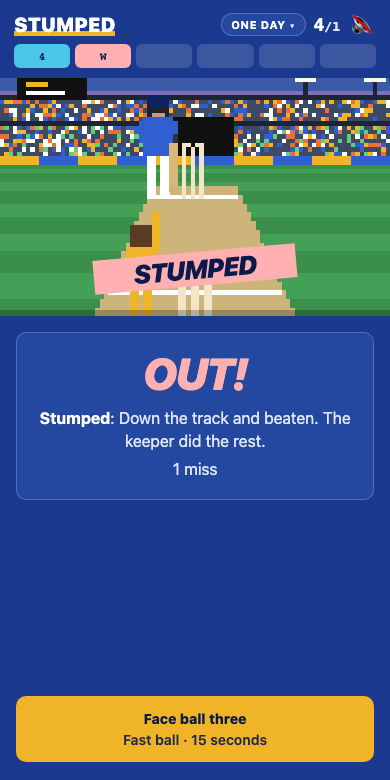 STUMPED
ONE DAY ▾ 4/1
4 W
STUMPED
OUT!
Stumped: Down the track and beaten. The
keeper did the rest.
1 miss
Face ball three
Fast ball · 15 seconds